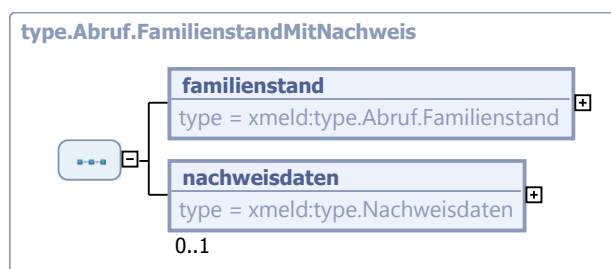 type.Abruf.FamilienstandMitNachweis
familienstand
type = xmeld:type.Abruf.Familienstand
nachweisdaten
type = xmeld:type.Nachweisdaten
0..1